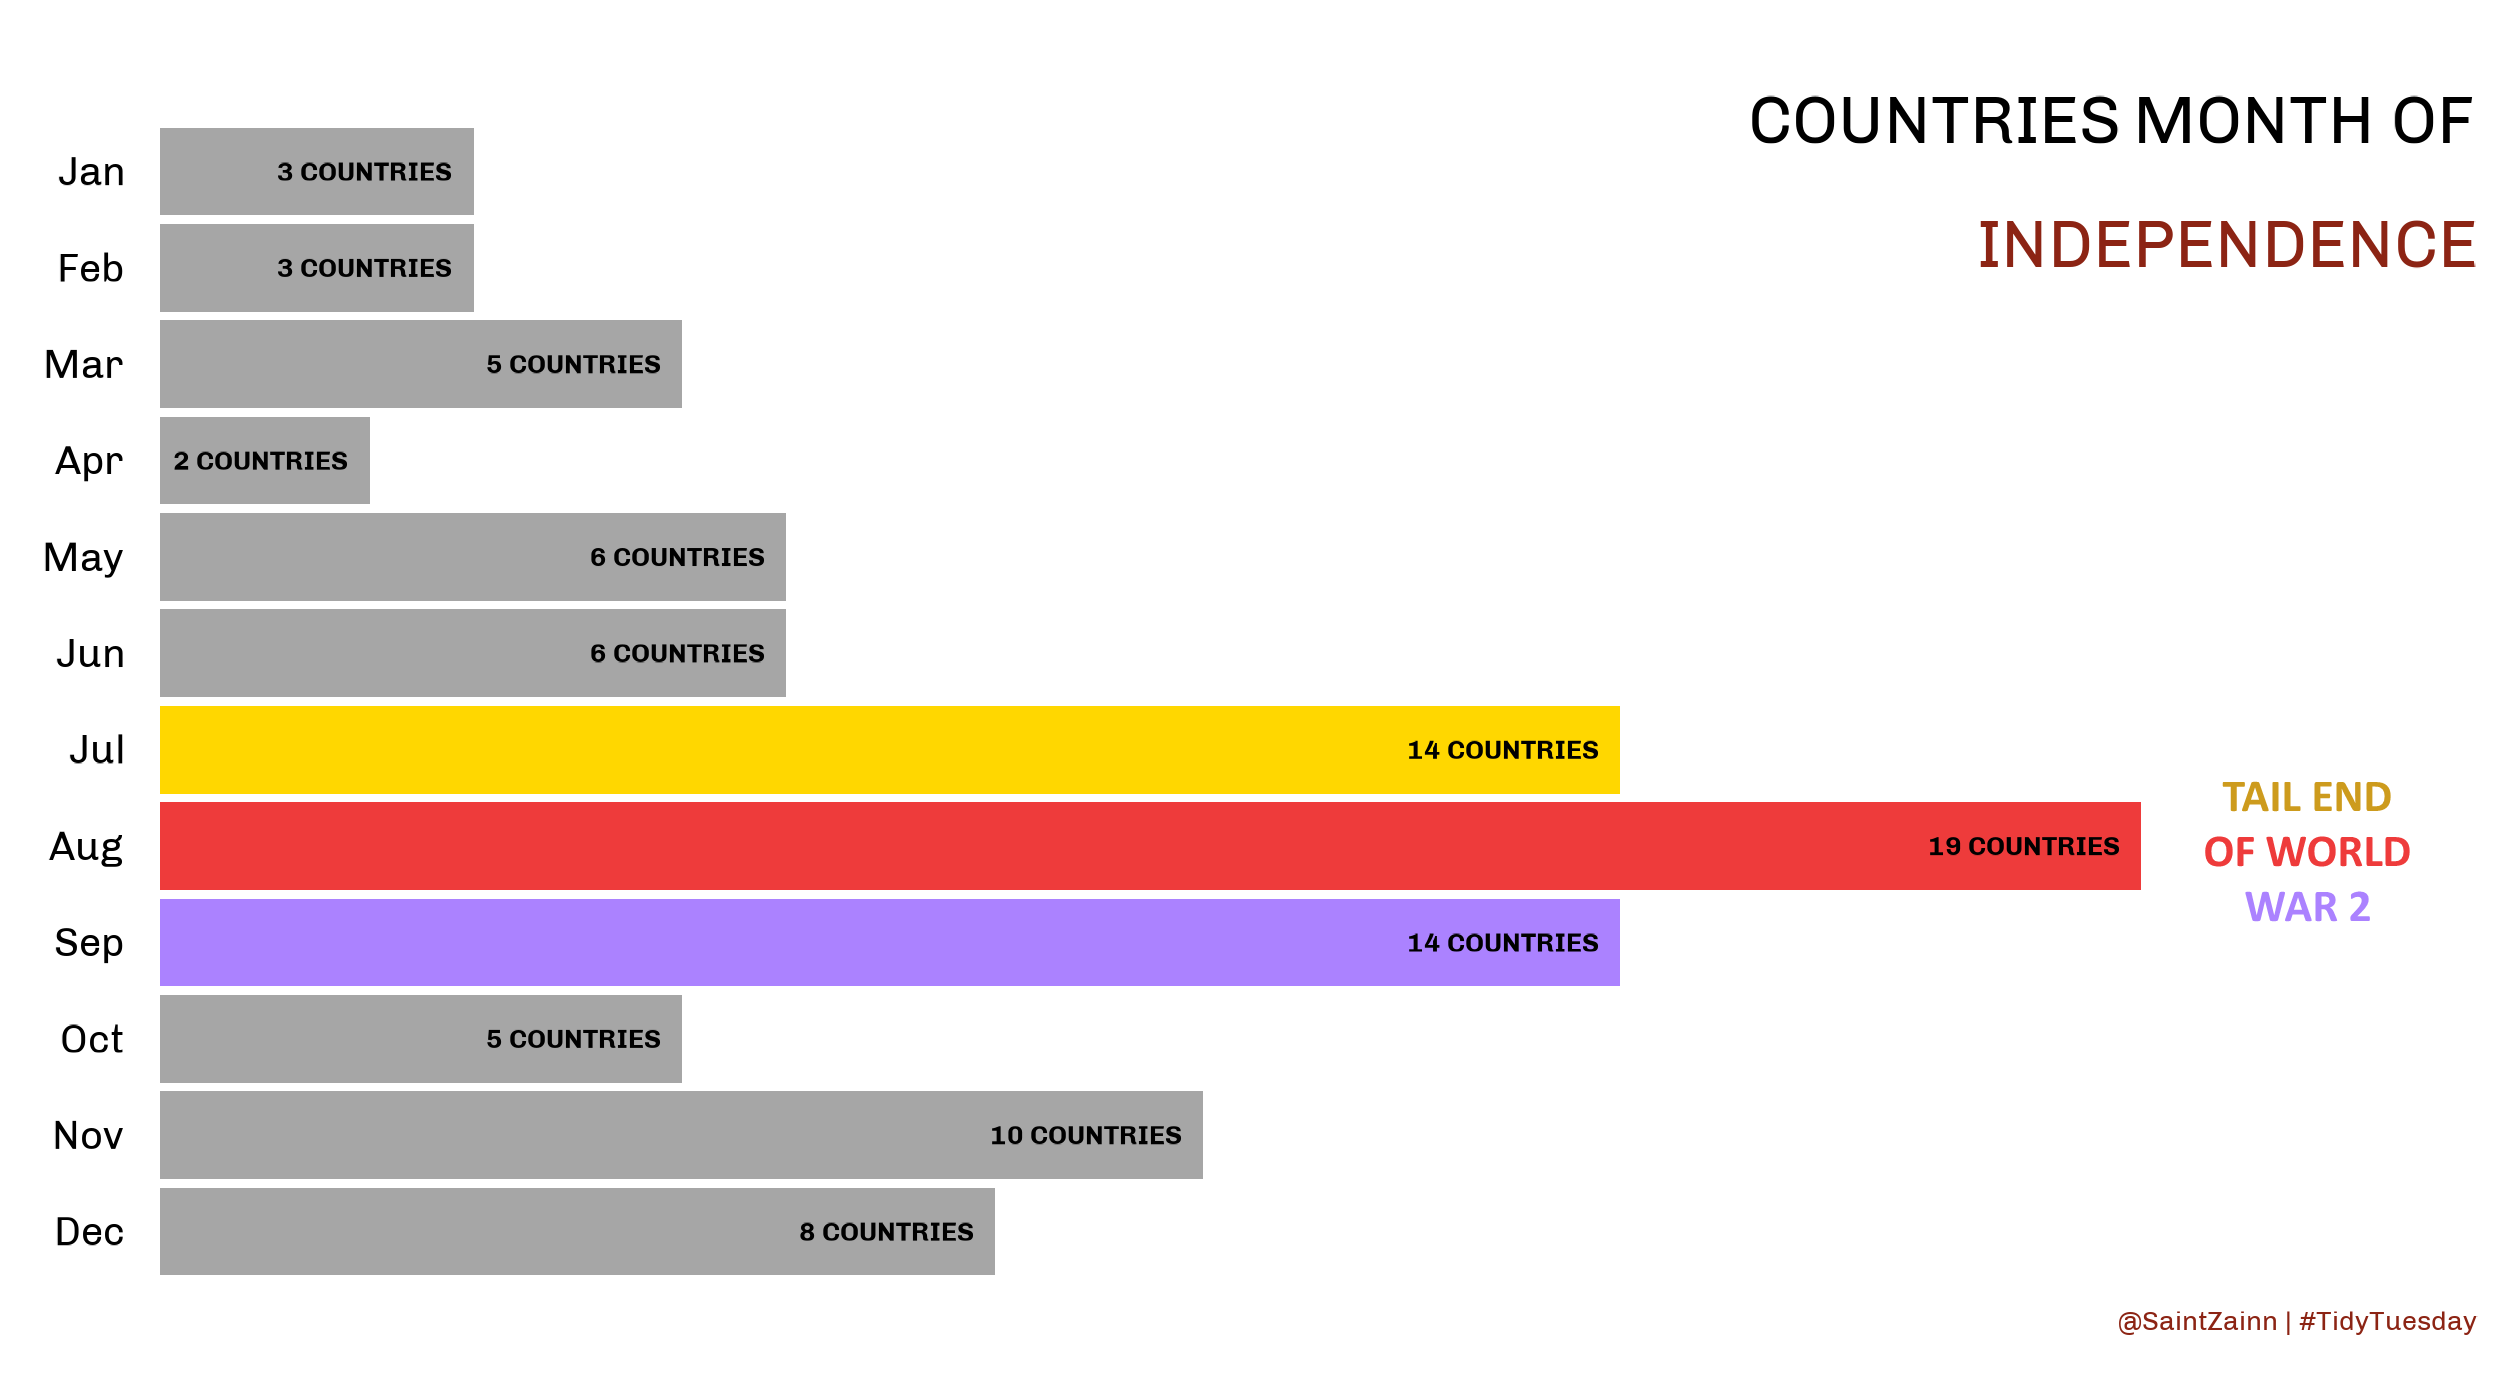 COUNTRIES MONTH OF
INDEPENDENCE
Jan 3 COUNTRIES
Feb 3 COUNTRIES
Mar 5 COUNTRIES
Apr 2 COUNTRIES
May 6 COUNTRIES
Jun 6 COUNTRIES
Jul 14 COUNTRIES
Aug 19 COUNTRIES
Sep 14 COUNTRIES
TAIL END
OF WORLD
WAR 2
Oct 5 COUNTRIES
Nov 10 COUNTRIES
Dec 8 COUNTRIES
@SaintZainn | #TidyTuesday